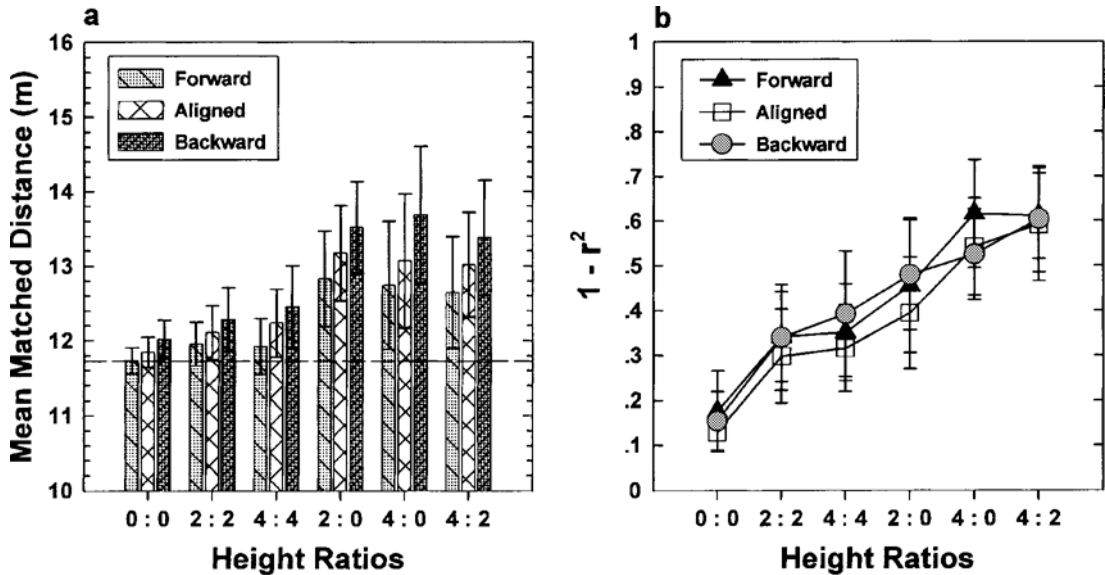 a
Mean Matched Distance (m)
16
15
14
13
12
11
10
Forward
Aligned
Backward
0 : 0
2 : 2
4 : 4
2 : 0
4 : 0
4 : 2
Height Ratios
b
1 - r²
1
.9
.8
.7
.6
.5
.4
.3
.2
.1
0
Forward
Aligned
Backward
0 : 0
2 : 2
4 : 4
2 : 0
4 : 0
4 : 2
Height Ratios